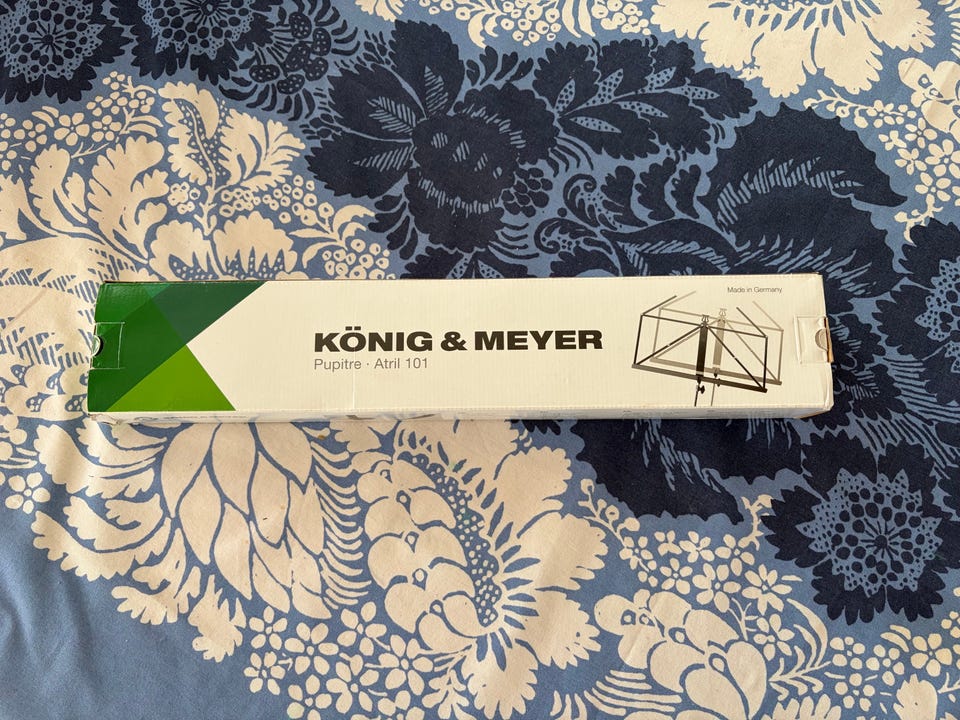 Made in Germany
KÖNIG & MEYER
Pupitre · Atril 101